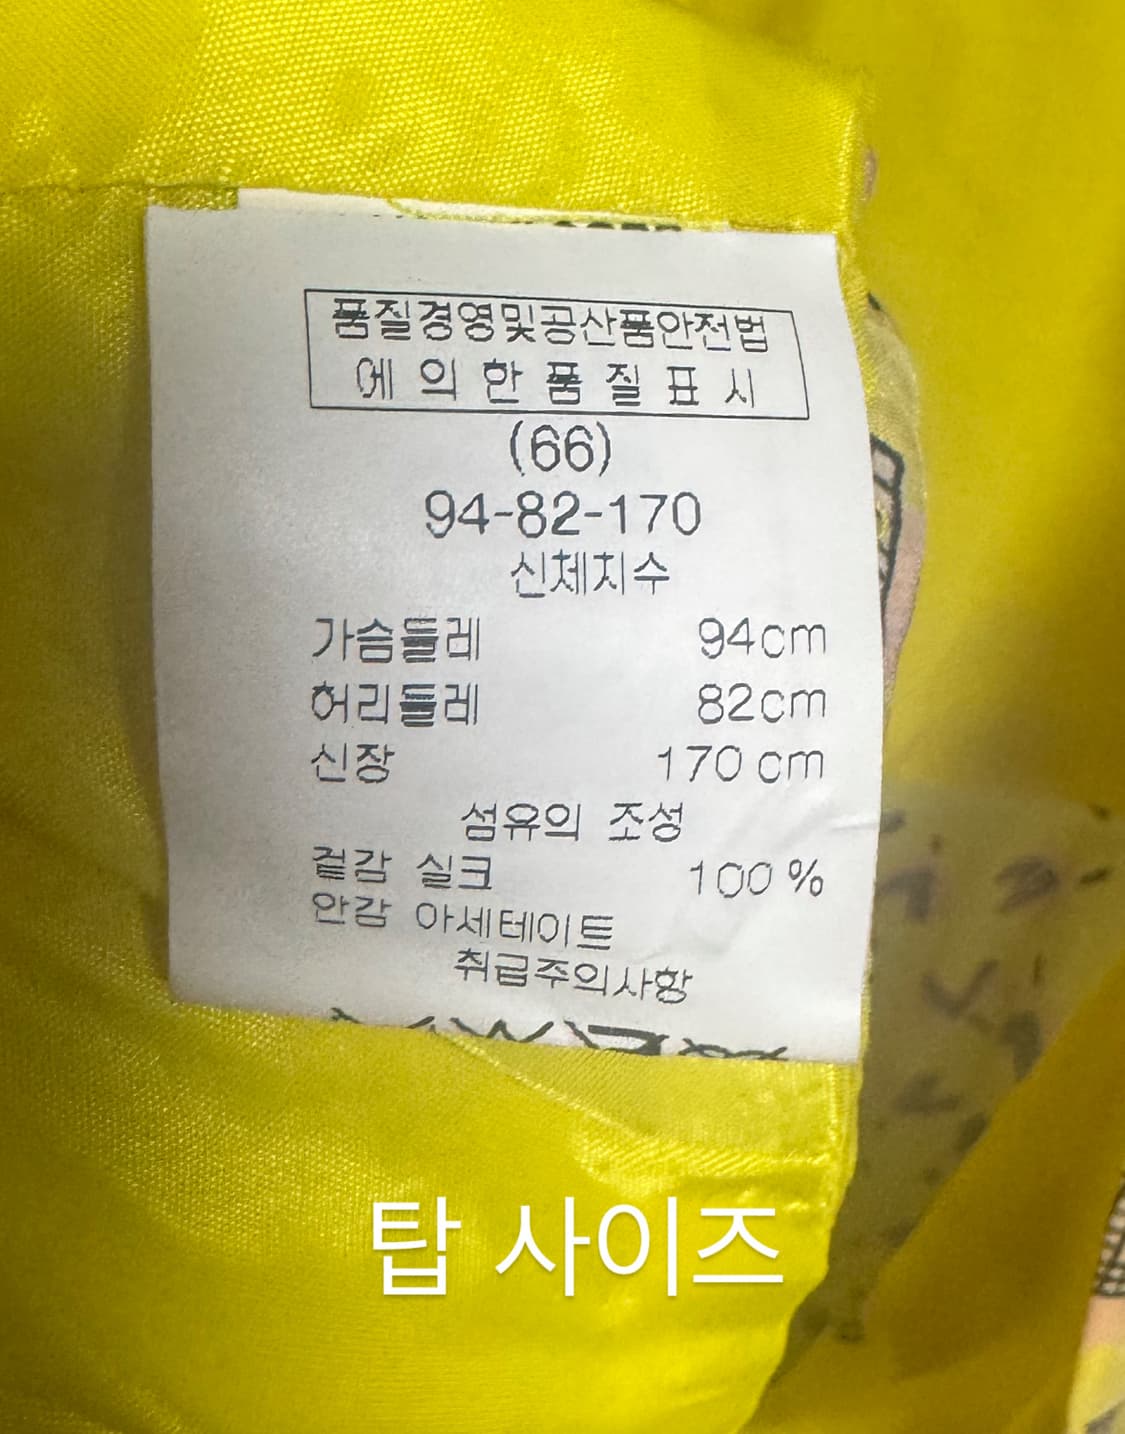 품질경영및공산품안전법
에 의 한 품 질 표 시
(66)
94-82-170
신체치수
가슴둘레 94cm
허리둘레 82cm
신장 170 cm
섬유의 조성
겉감 실크 100 %
안감 아세테이트
취급주의사항
탑 사이즈